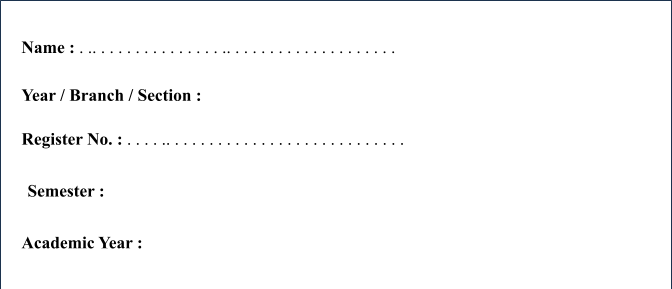 Name : . .. . . . . . . . . . . . . . . .. . . . . . . . . . . . . . . . . . . .
Year / Branch / Section :
Register No. : . . . . .. . . . . . . . . . . . . . . . . . . . . . . . . . . .
Semester :
Academic Year :